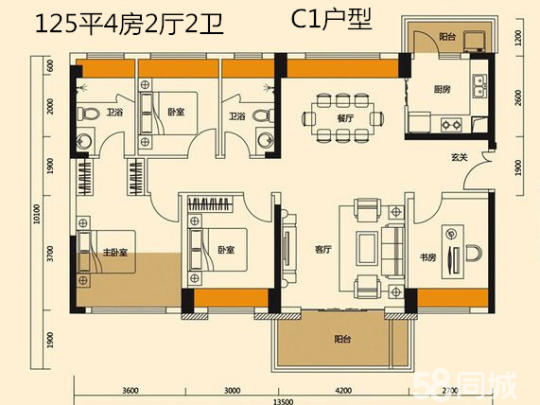 125平4房2厅2卫
C1户型
阳台
1200
600
卫浴
卧室
卫浴
餐厅
厨房
2000
2600
玄关
1900
1900
10100
主卧室
卧室
客厅
书房
3700
阳台
1900
3600
3000
4200
2700
13500
58同城